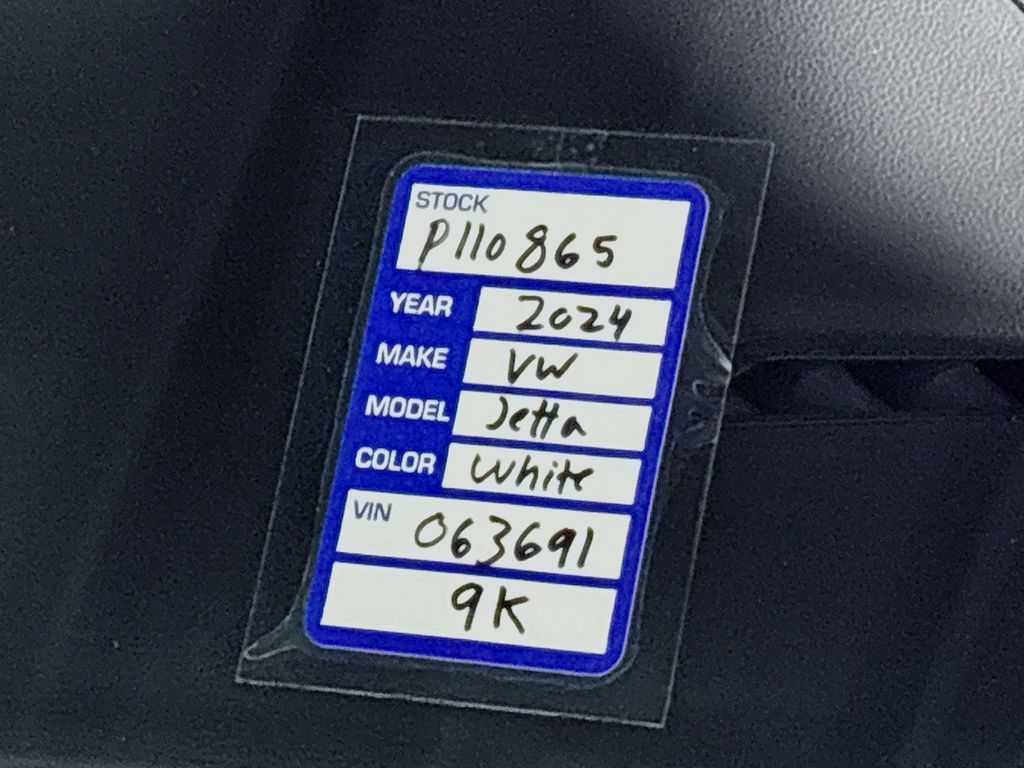 STOCK
P110865
YEAR 2024
MAKE VW
MODEL Jetta
COLOR White
VIN 063691
9K